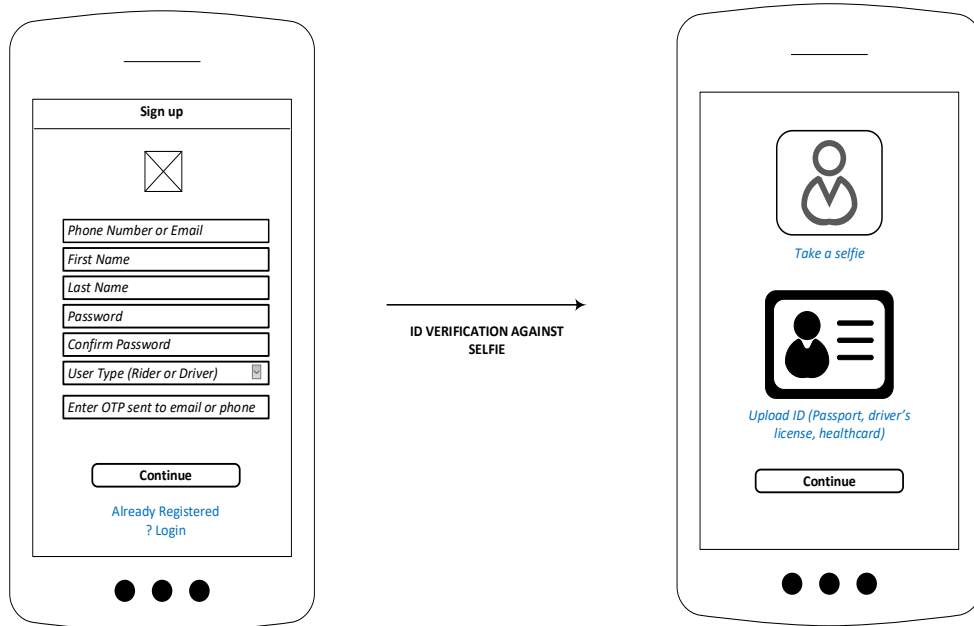 Sign up
Phone Number or Email
First Name
Last Name
Password
Confirm Password
User Type (Rider or Driver)
Enter OTP sent to email or phone
Continue
Already Registered
? Login
ID VERIFICATION AGAINST
SELFIE
Take a selfie
Upload ID (Passport, driver's
license, healthcard)
Continue